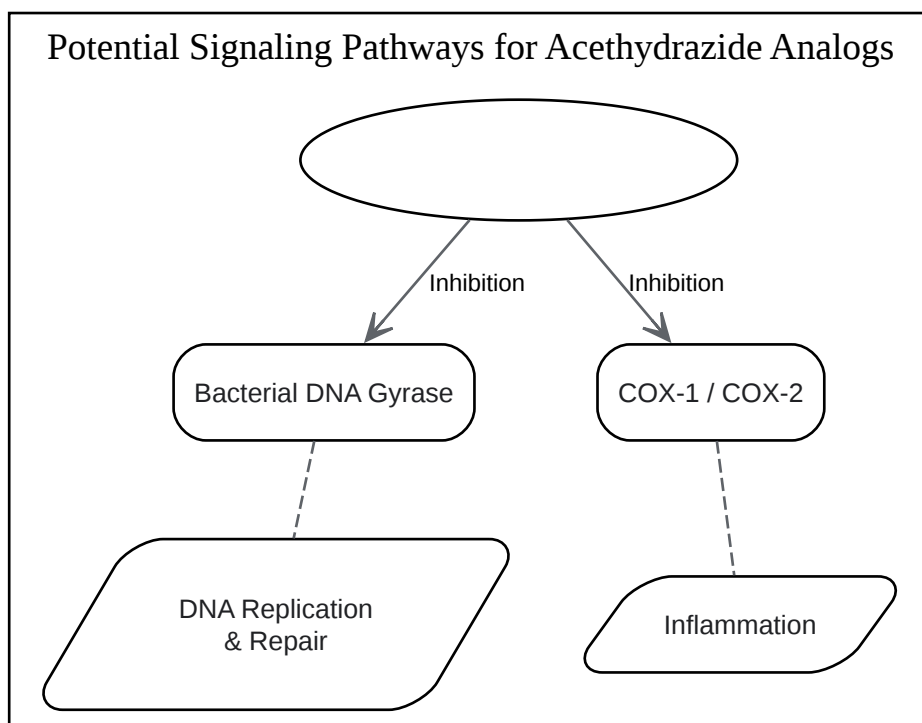 Potential Signaling Pathways for Acethydrazide Analogs
Inhibition
Inhibition
Bacterial DNA Gyrase
COX-1 / COX-2
DNA Replication
& Repair
Inflammation